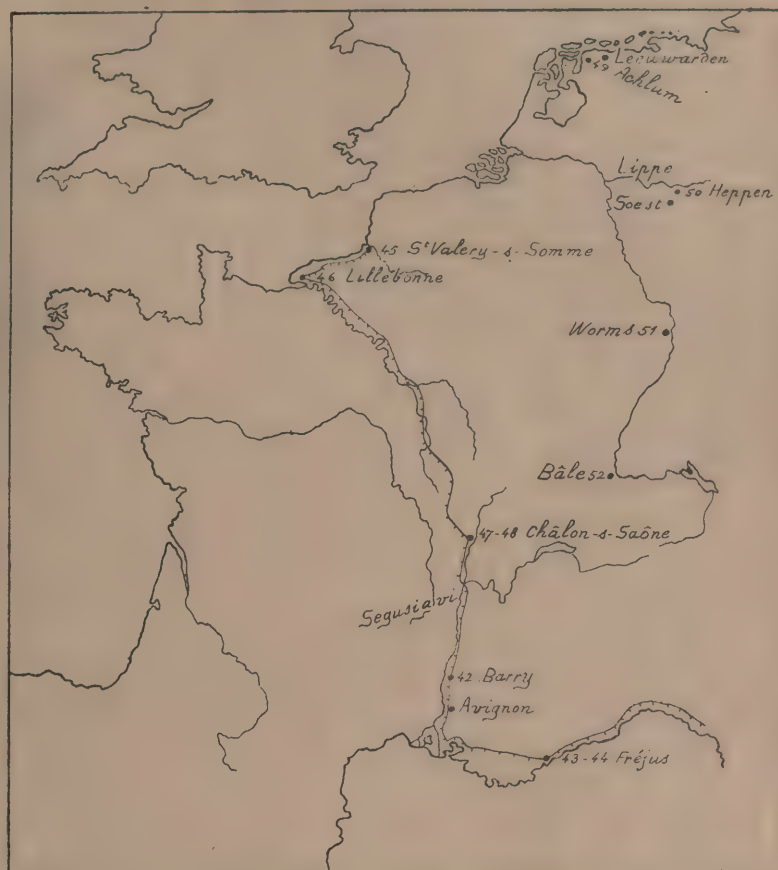 Leeuwarden
49 Achlum
Lippe
50 Heppen
Soest
45 St Valery-s-Somme
46 Lillebonne
Worms 51
Bâle 52
47-48 Châlon-s-Saône
Segusiavi
42. Barry
Avignon
43-44 Fréjus